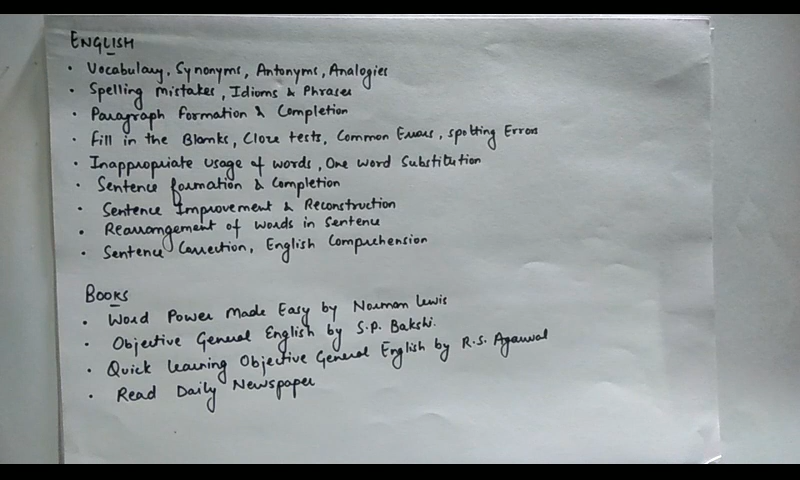 ENGLISH
• Vocabulary, Synonyms, Antonyms, Analogies
• Spelling mistakes, Idioms & Phrases
• Paragraph Formation & Completion
• Fill in the Blanks, Cloze tests, Common Errors, spotting Errors
• Inappropriate usage of words, One word Substitution
• Sentence formation & Completion
• Sentence Improvement & Reconstruction
• Rearrangement of words in Sentence
• Sentence Correction, English Comprehension
BOOKS
• Word Power Made Easy by Norman Lewis
• Objective General English by S.P. Bakshi.
• Quick Learning Objective General English by R.S. Agarwal
• Read Daily Newspaper